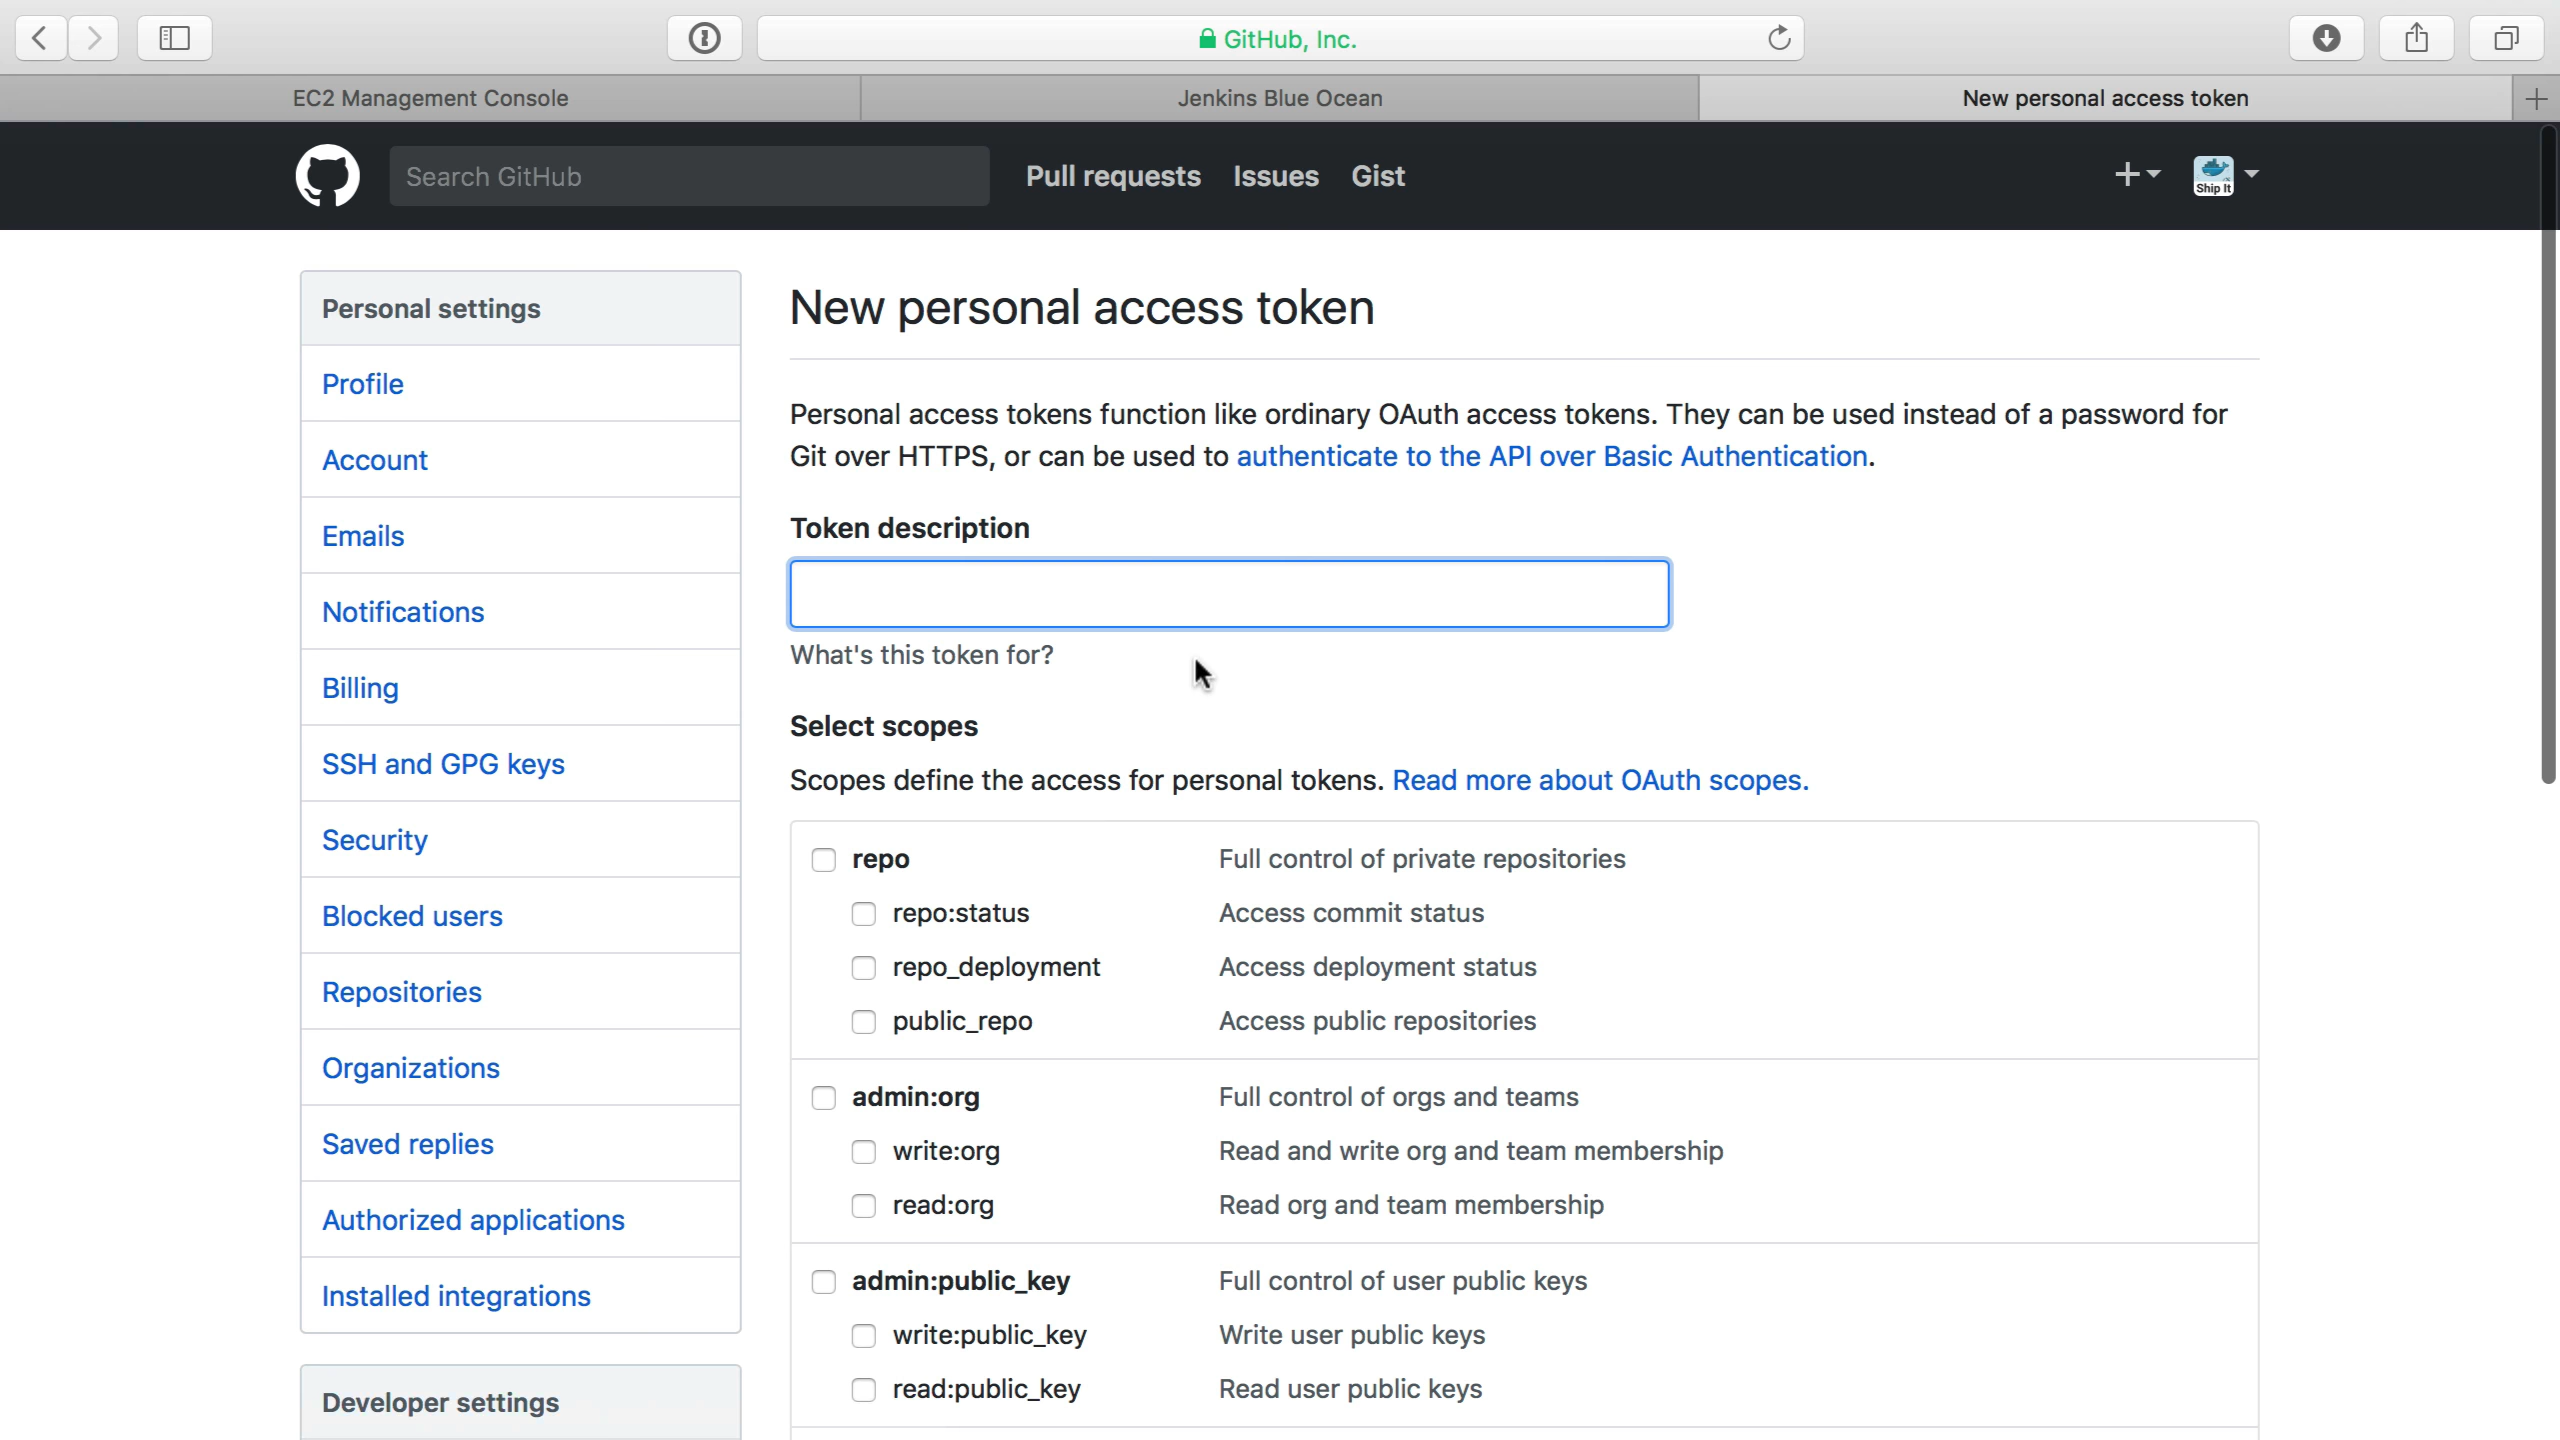 GitHub, Inc.
EC2 Management Console
Jenkins Blue Ocean
New personal access token
Search GitHub
Pull requests
Issues
Gist
Ship It
Personal settings
Profile
Account
Emails
Notifications
Billing
SSH and GPG keys
Security
Blocked users
Repositories
Organizations
Saved replies
Authorized applications
Installed integrations
Developer settings
New personal access token
Personal access tokens function like ordinary OAuth access tokens. They can be used instead of a password for
Git over HTTPS, or can be used to authenticate to the API over Basic Authentication.
Token description
What's this token for?
Select scopes
Scopes define the access for personal tokens. Read more about OAuth scopes.
repo Full control of private repositories
repo:status Access commit status
repo_deployment Access deployment status
public_repo Access public repositories
admin:org Full control of orgs and teams
write:org Read and write org and team membership
read:org Read org and team membership
admin:public_key Full control of user public keys
write:public_key Write user public keys
read:public_key Read user public keys